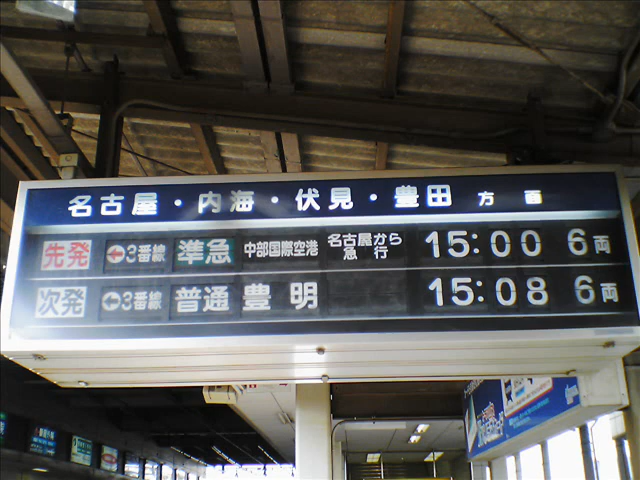 名古屋・内海・伏見・豊田 方面
先発 ←3番線 準急 中部国際空港 名古屋から急行 15:00 6両
次発 ←3番線 普通 豊明 15:08 6両